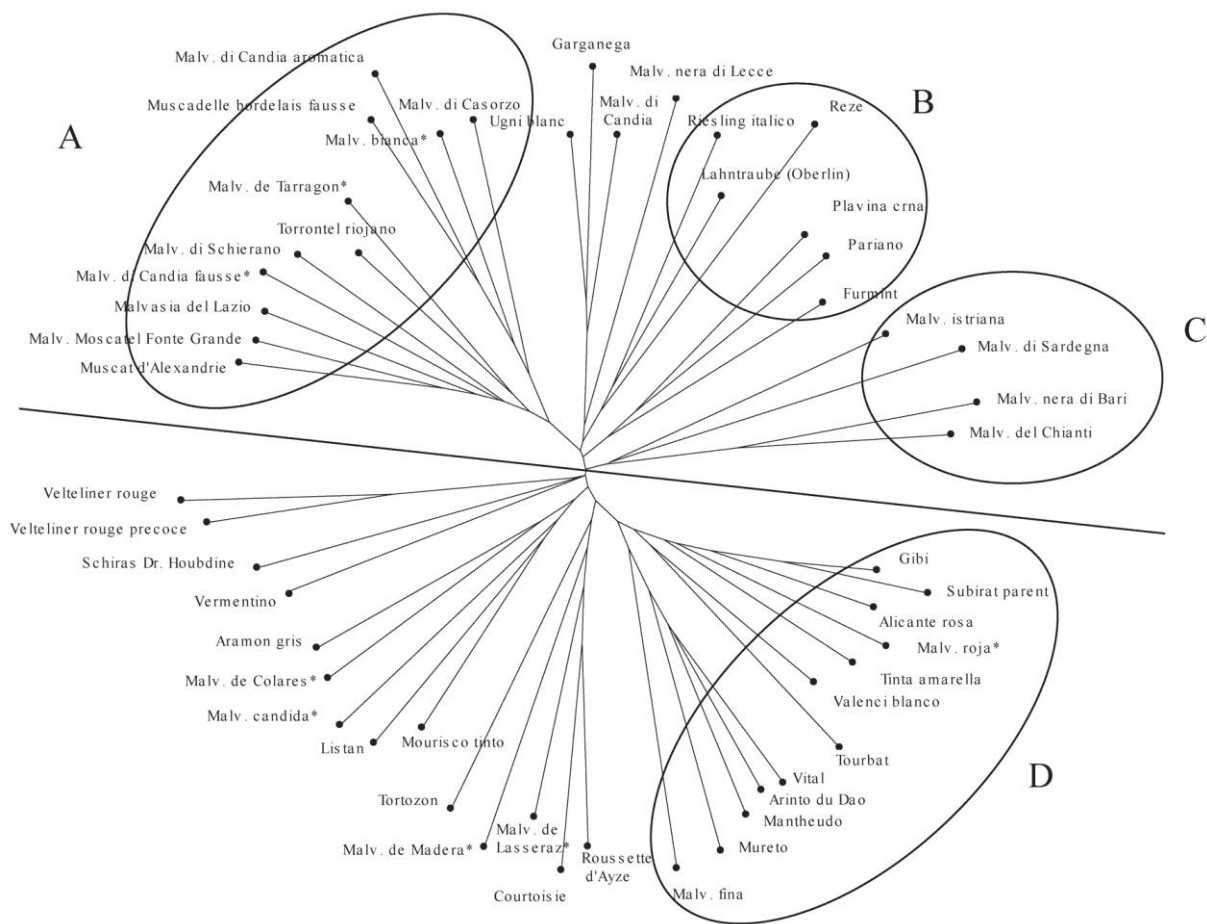 Garganega
Malv. di Candia aromatica
Malv. nera di Lecce
Muscadelle bordelais fausse
Malv. di Casorzo
Malv. di
Candia
B
Reze
A
Malv. bianca*
Ugni blanc
Riesling italico
Lahntraube (Oberlin)
Malv. de Tarragon*
Plavina crna
Torrontel riojano
Malv. di Schierano
Pariano
Malv. di Candia fausse*
Malvasia del Lazio
Furmint
Malv. istriana
C
Malv. Moscatel Fonte Grande
Malv. di Sardegna
Muscat d'Alexandrie
Malv. nera di Bari
Malv. del Chianti
Velteliner rouge
Velteliner rouge precoce
Schiras Dr. Houbdine
Gibi
Subirat parent
Vermentino
Alicante rosa
Aramon gris
Malv. roja*
Malv. de Colares*
Tinta amarella
Valenci blanco
Malv. candida*
Listan
Mourisco tinto
Tourbat
D
Vital
Tortozon
Arinto du Dao
Mantheudo
Malv. de Madera*
Malv. de
Lasseraz*
Roussette
d'Ayze
Mureto
Courtoisie
Malv. fina